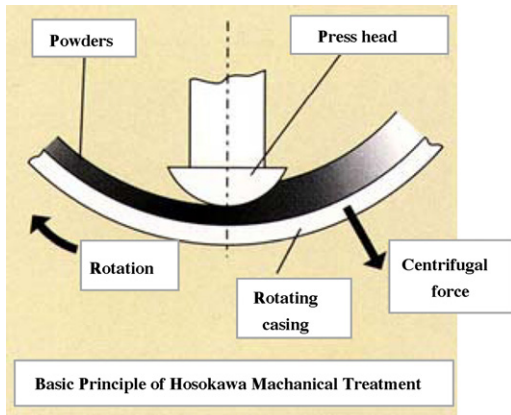 Powders
Press head
Rotation
Rotating
casing
Centrifugal
force
Basic Principle of Hosokawa Machanical Treatment